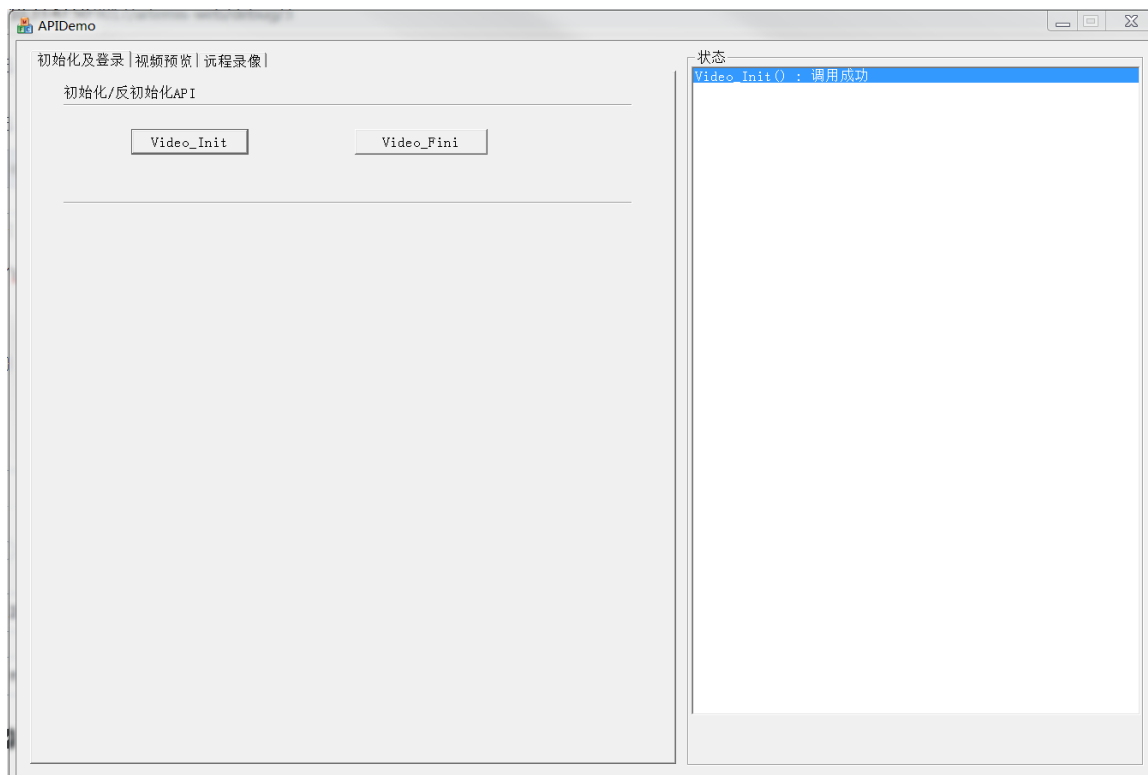 APIDemo
初始化及登录 视频预览 远程录像
初始化/反初始化API
Video_Init
Video_Fini
状态
Video_Init() : 调用成功